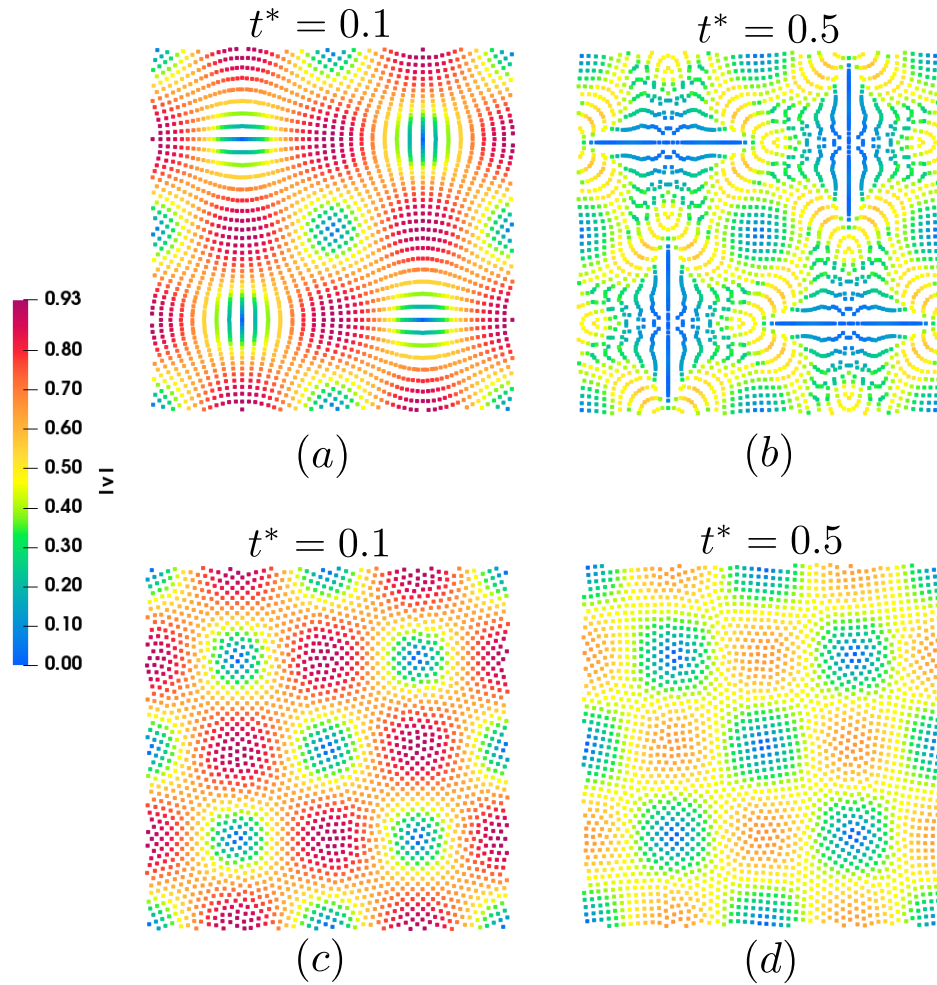 t* = 0.1
t* = 0.5
(a)
(b)
0.93
0.80
0.70
0.60
0.50
0.40
0.30
0.20
0.10
0.00
|v|
t* = 0.1
t* = 0.5
(c)
(d)